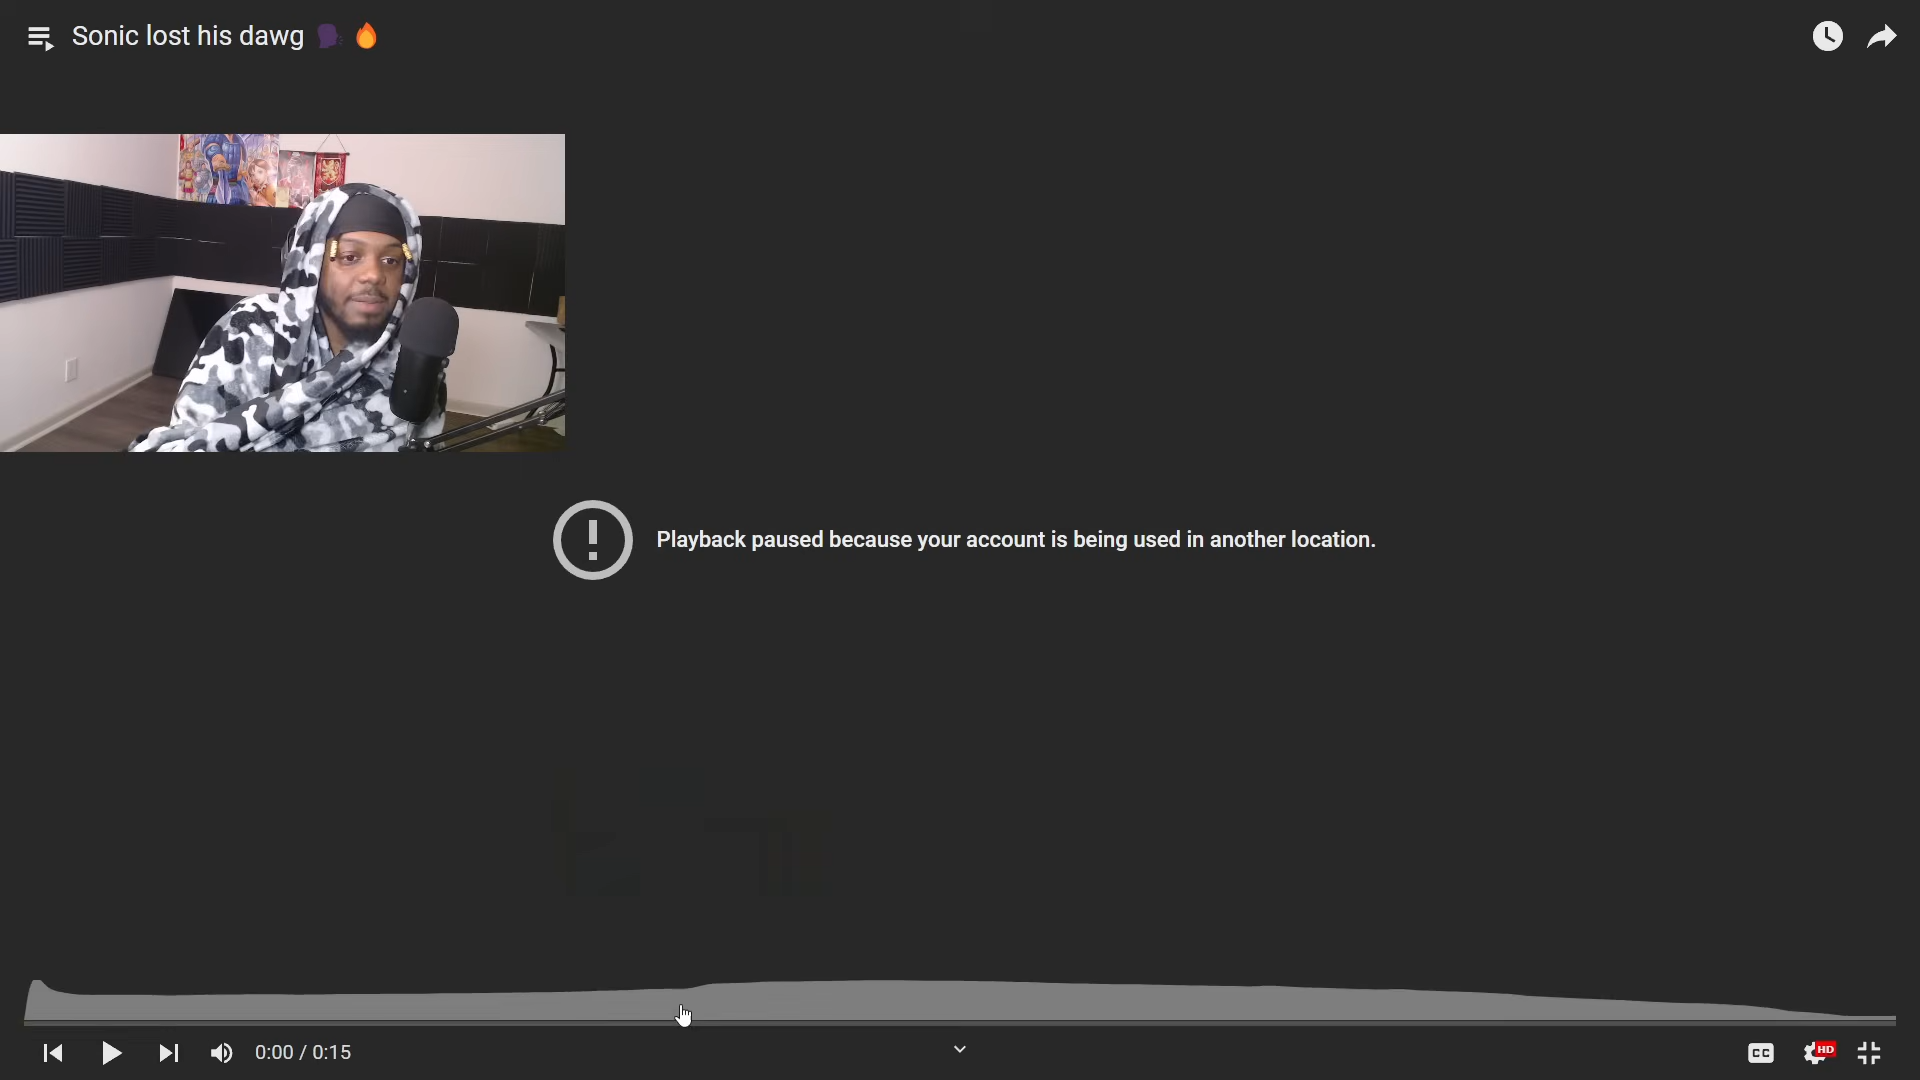 Sonic lost his dawg 🗣️🔥
Playback paused because your account is being used in another location.
0:00 / 0:15
CC
HD